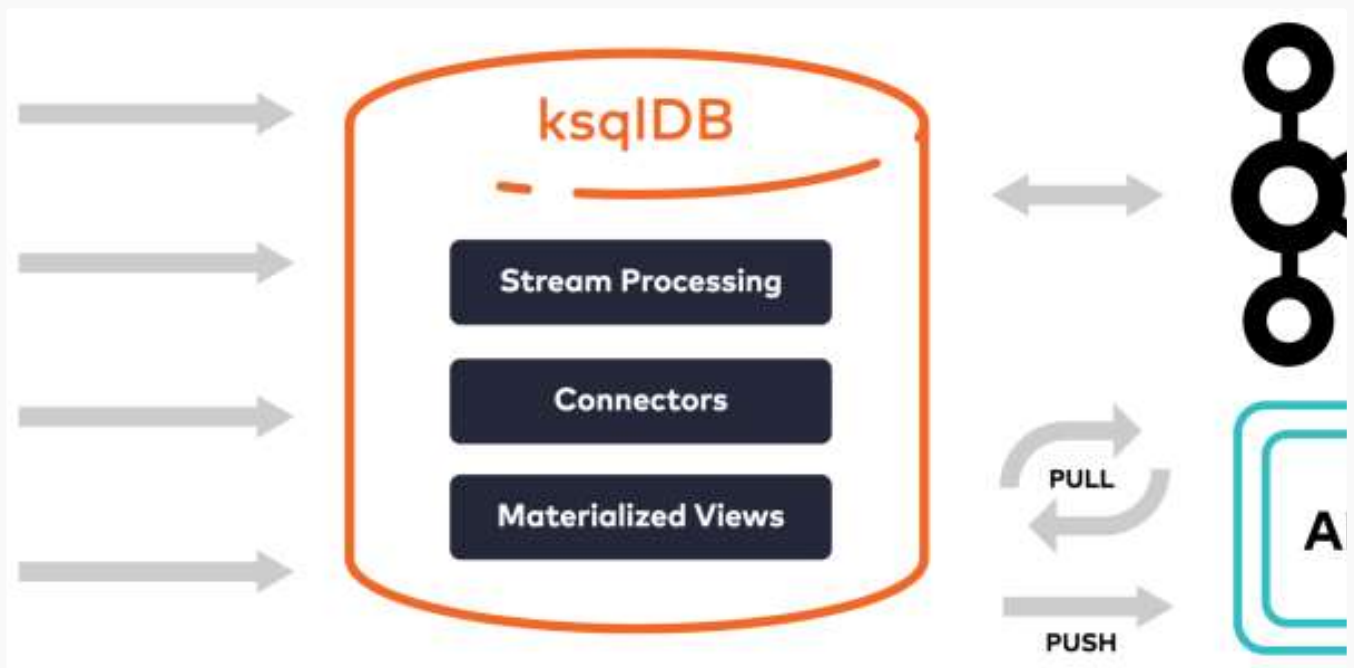 ksqlDB
Stream Processing
Connectors
Materialized Views
PULL
PUSH